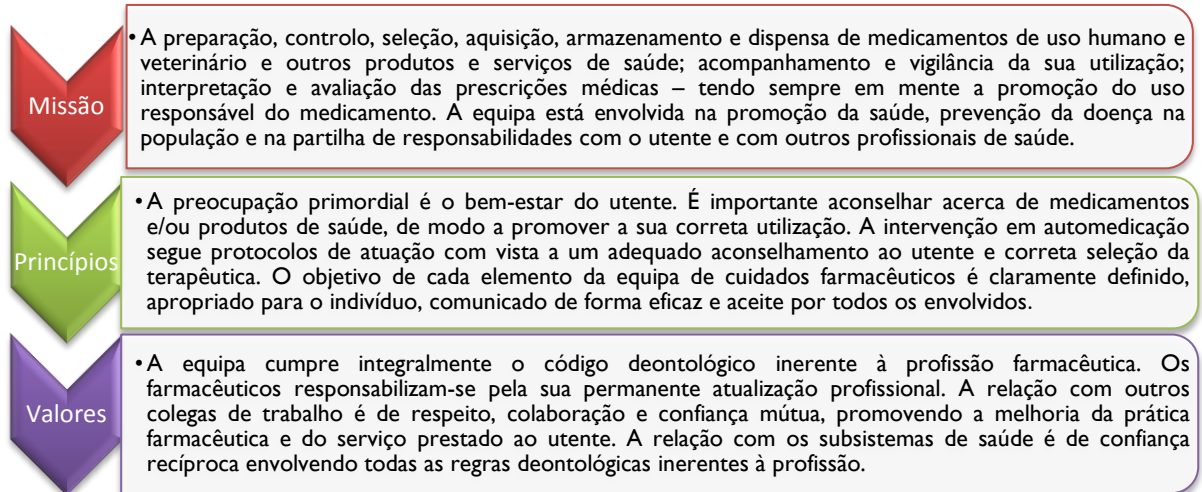 Missão
• A preparação, controlo, seleção, aquisição, armazenamento e dispensa de medicamentos de uso humano e
veterinário e outros produtos e serviços de saúde; acompanhamento e vigilância da sua utilização;
interpretação e avaliação das prescrições médicas – tendo sempre em mente a promoção do uso
responsável do medicamento. A equipa está envolvida na promoção da saúde, prevenção da doença na
população e na partilha de responsabilidades com o utente e com outros profissionais de saúde.
Princípios
• A preocupação primordial é o bem-estar do utente. É importante aconselhar acerca de medicamentos
e/ou produtos de saúde, de modo a promover a sua correta utilização. A intervenção em automedicação
segue protocolos de atuação com vista a um adequado aconselhamento ao utente e correta seleção da
terapêutica. O objetivo de cada elemento da equipa de cuidados farmacêuticos é claramente definido,
apropriado para o indivíduo, comunicado de forma eficaz e aceite por todos os envolvidos.
Valores
• A equipa cumpre integralmente o código deontológico inerente à profissão farmacêutica. Os
farmacêuticos responsabilizam-se pela sua permanente atualização profissional. A relação com outros
colegas de trabalho é de respeito, colaboração e confiança mútua, promovendo a melhoria da prática
farmacêutica e do serviço prestado ao utente. A relação com os subsistemas de saúde é de confiança
recíproca envolvendo todas as regras deontológicas inerentes à profissão.